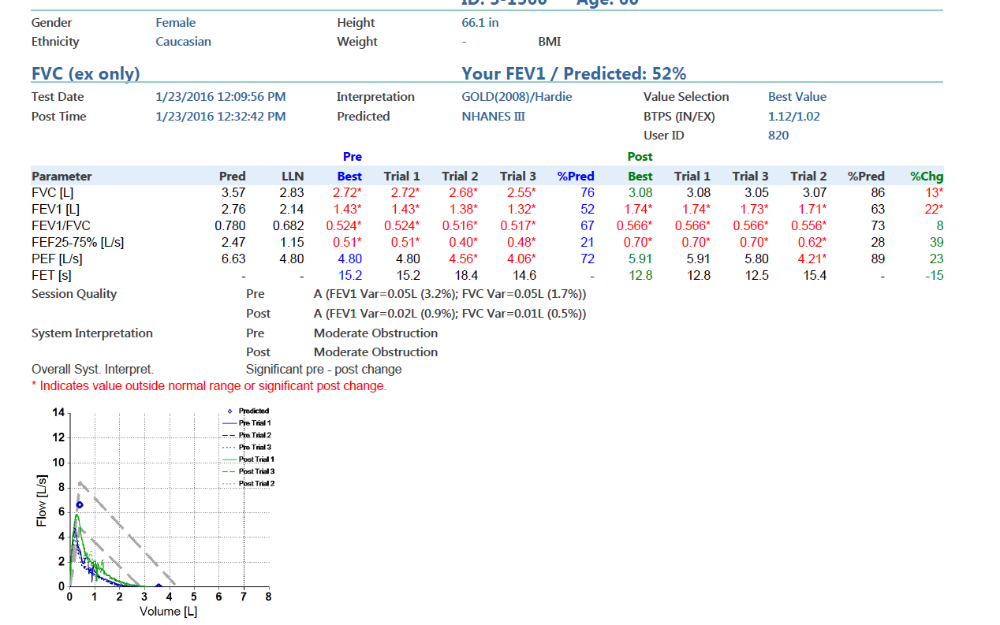 ID: 3-1500 Age: 60
Gender Female Height 66.1 in
Ethnicity Caucasian Weight - BMI
FVC (ex only) Your FEV1 / Predicted: 52%
Test Date 1/23/2016 12:09:56 PM Interpretation GOLD(2008)/Hardie Value Selection Best Value
Post Time 1/23/2016 12:32:42 PM Predicted NHANES III BTPS (IN/EX) 1.12/1.02
User ID 820
Pre Post
Parameter Pred LLN Best Trial 1 Trial 2 Trial 3 %Pred Best Trial 1 Trial 3 Trial 2 %Pred %Chg
FVC [L] 3.57 2.83 2.72* 2.72* 2.68* 2.55* 76 3.08 3.08 3.05 3.07 86 13*
FEV1 [L] 2.76 2.14 1.43* 1.43* 1.38* 1.32* 52 1.74* 1.74* 1.73* 1.71* 63 22*
FEV1/FVC 0.780 0.682 0.524* 0.524* 0.516* 0.517* 67 0.566* 0.566* 0.566* 0.556* 73 8
FEF25-75% [L/s] 2.47 1.15 0.51* 0.51* 0.40* 0.48* 21 0.70* 0.70* 0.70* 0.62* 28 39
PEF [L/s] 6.63 4.80 4.80 4.80 4.56* 4.06* 72 5.91 5.91 5.80 4.21* 89 23
FET [s] - - 15.2 15.2 18.4 14.6 - 12.8 12.8 12.5 15.4 - -15
Session Quality Pre A (FEV1 Var=0.05L (3.2%); FVC Var=0.05L (1.7%))
Post A (FEV1 Var=0.02L (0.9%); FVC Var=0.01L (0.5%))
System Interpretation Pre Moderate Obstruction
Post Moderate Obstruction
Overall Syst. Interpret. Significant pre - post change
* Indicates value outside normal range or significant post change.
Predicted
Pre Trial 1
Pre Trial 2
Pre Trial 3
Post Trial 1
Post Trial 3
Post Trial 2
14
12
10
8
6
4
2
0
Flow [L/s]
0 1 2 3 4 5 6 7 8
Volume [L]